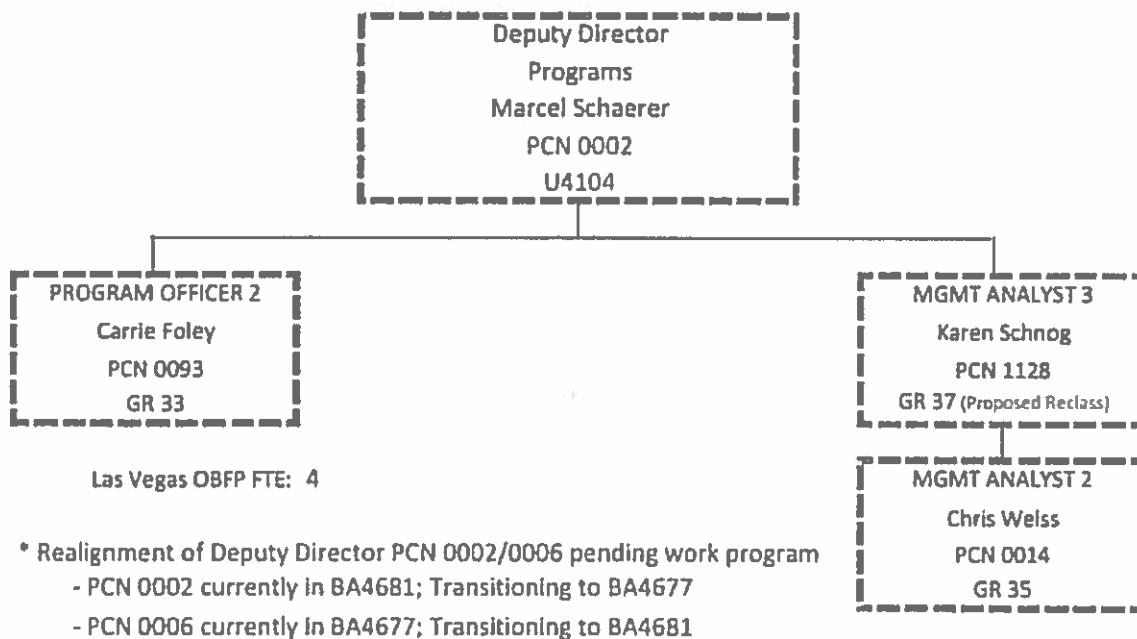 Deputy Director
Programs
Marcel Schaerer
PCN 0002
U4104
PROGRAM OFFICER 2
Carrie Foley
PCN 0093
GR 33
MGMT ANALYST 3
Karen Schnog
PCN 1128
GR 37 (Proposed Reclass)
Las Vegas OBFP FTE: 4
MGMT ANALYST 2
Chris Weiss
PCN 0014
GR 35
* Realignment of Deputy Director PCN 0002/0006 pending work program
- PCN 0002 currently in BA4681; Transitioning to BA4677
- PCN 0006 currently in BA4677; Transitioning to BA4681